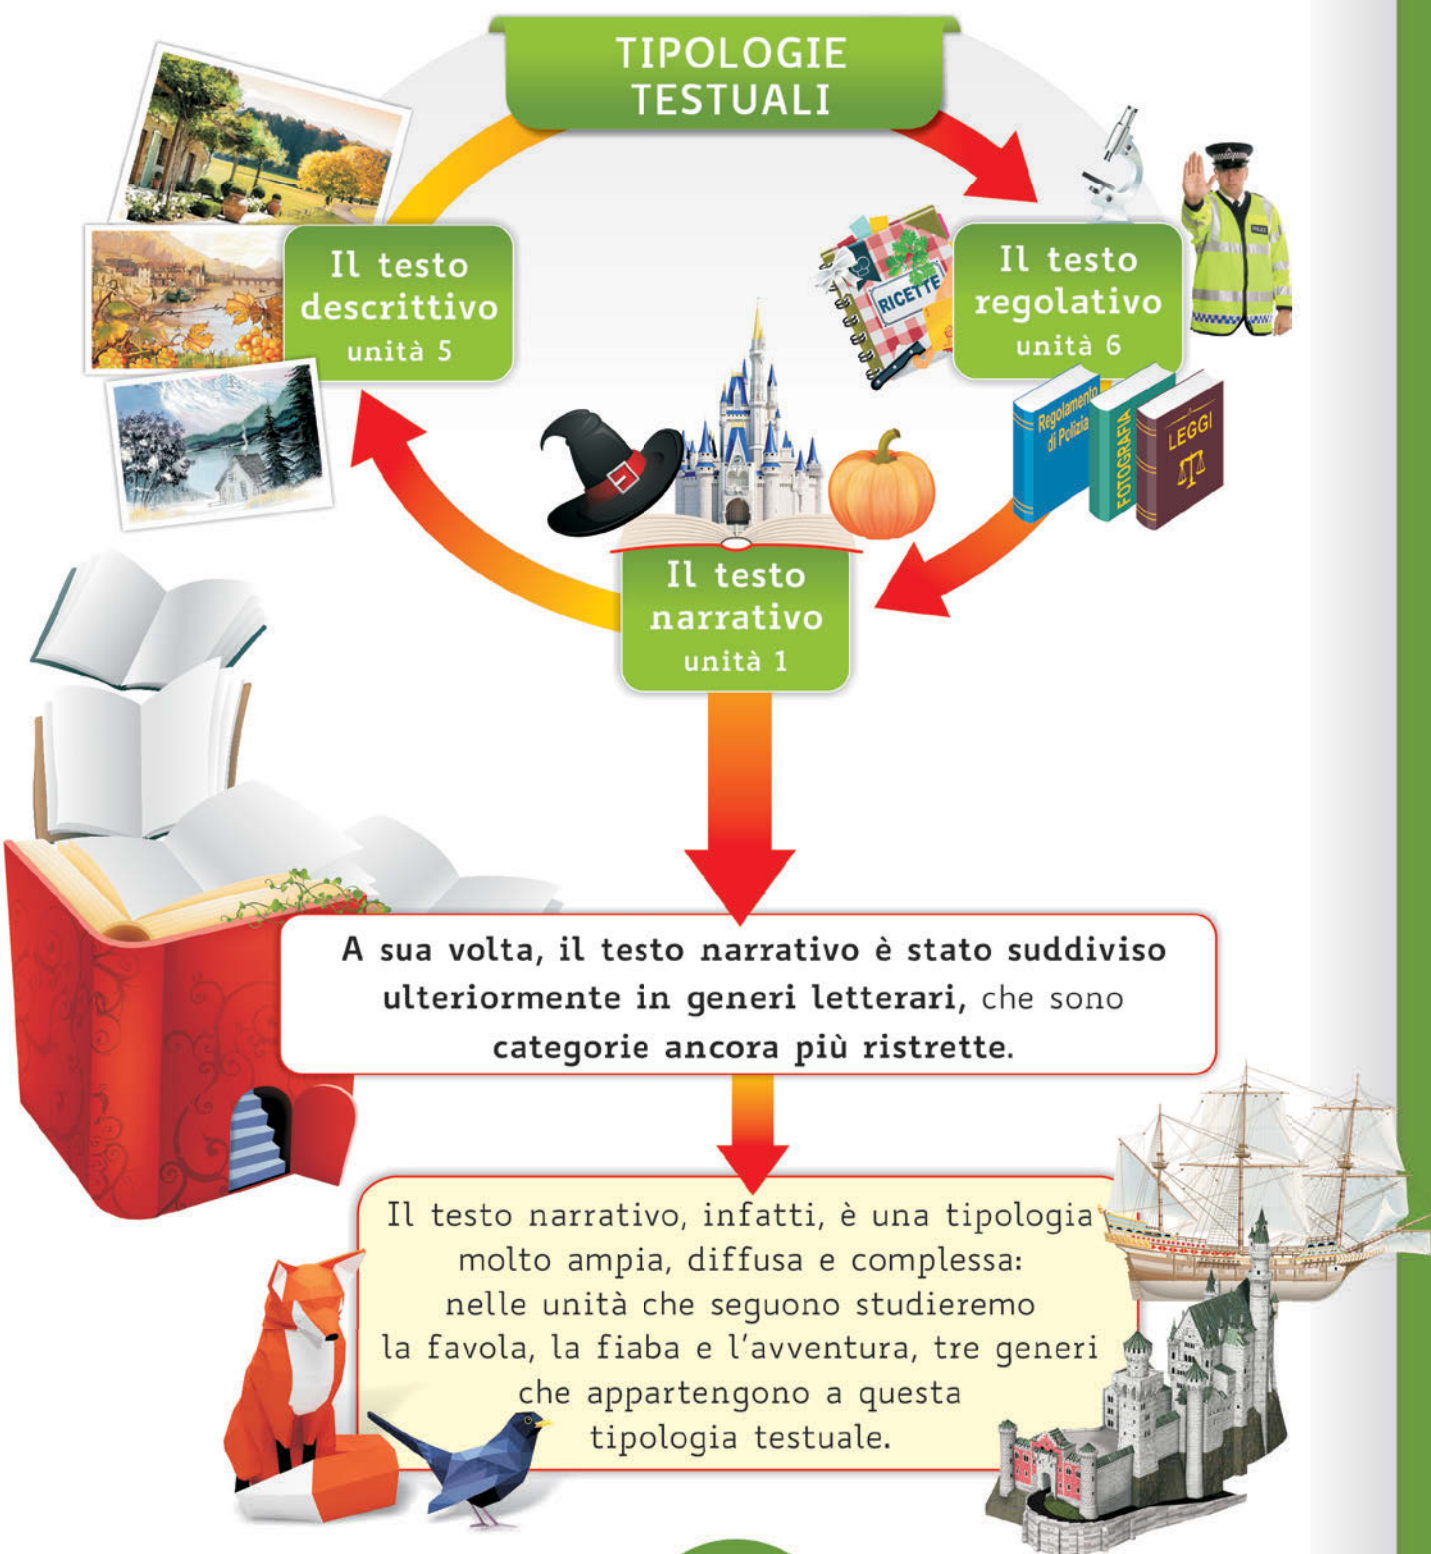 TIPOLOGIE
TESTUALI
Il testo
descrittivo
unità 5
Il testo
regolativo
unità 6
RICETTE
POLICE
Regolamento
di Polizia
FOTOGRAFIA
LEGGI
Il testo
narrativo
unità 1
A sua volta, il testo narrativo è stato suddiviso
ulteriormente in generi letterari, che sono
categorie ancora più ristrette.
Il testo narrativo, infatti, è una tipologia
molto ampia, diffusa e complessa:
nelle unità che seguono studieremo
la favola, la fiaba e l'avventura, tre generi
che appartengono a questa
tipologia testuale.